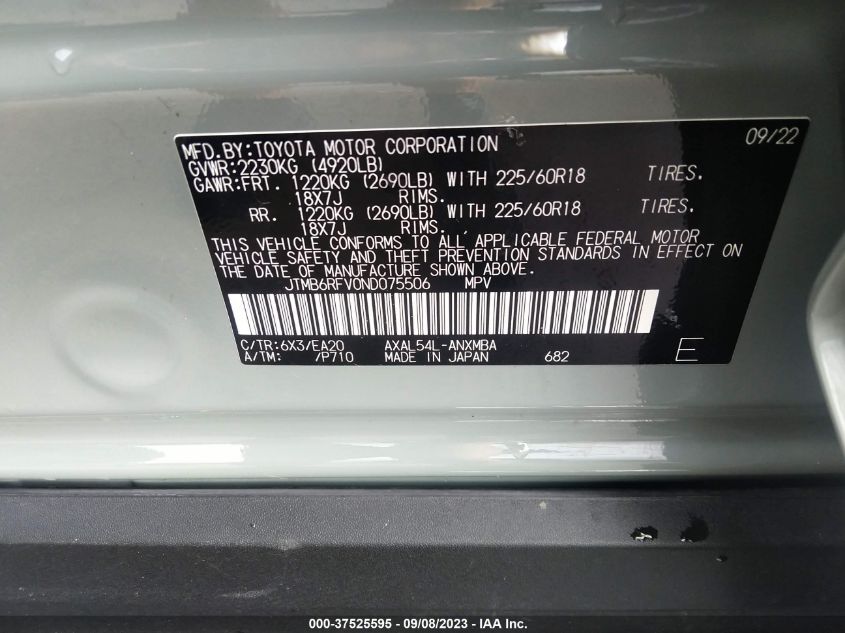 MFD.BY:TOYOTA MOTOR CORPORATION 09/22
GVWR:2230KG (4920LB)
GAWR:FRT. 1220KG (2690LB) WITH 225/60R18 TIRES.
18X7J RIMS.
RR. 1220KG (2690LB) WITH 225/60R18 TIRES.
18X7J RIMS.
THIS VEHICLE CONFORMS TO ALL APPLICABLE FEDERAL MOTOR
VEHICLE SAFETY AND THEFT PREVENTION STANDARDS IN EFFECT ON
THE DATE OF MANUFACTURE SHOWN ABOVE.
JTMB6RFV0ND075506 MPV
C/TR:6X3/EA20 AXAL54L-ANXMBA
A/TM: /P710 MADE IN JAPAN 682 E
000-37525595 - 09/08/2023 - IAA Inc.